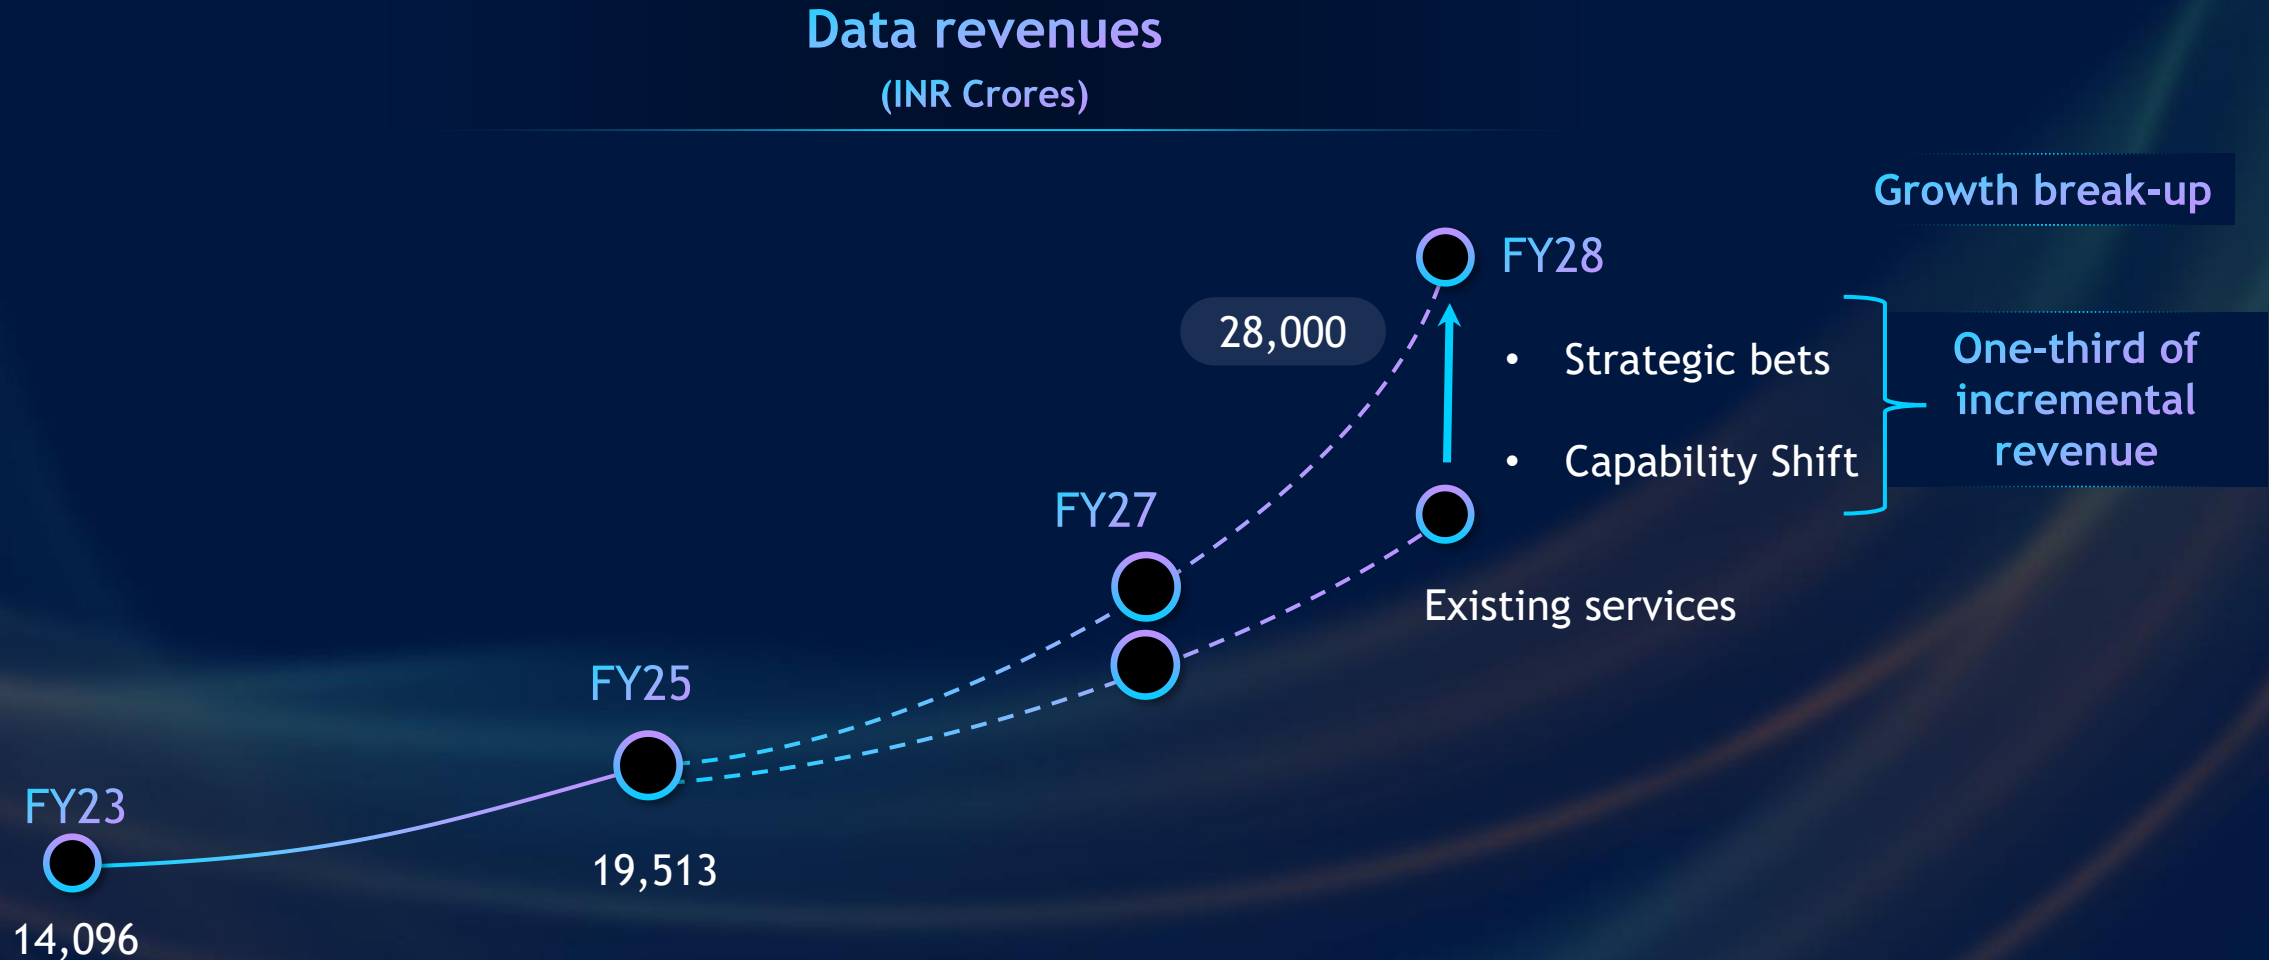 Data revenues
(INR Crores)
Growth break-up
FY28
28,000
• Strategic bets
• Capability Shift
One-third of
incremental
revenue
FY27
Existing services
FY25
19,513
FY23
14,096